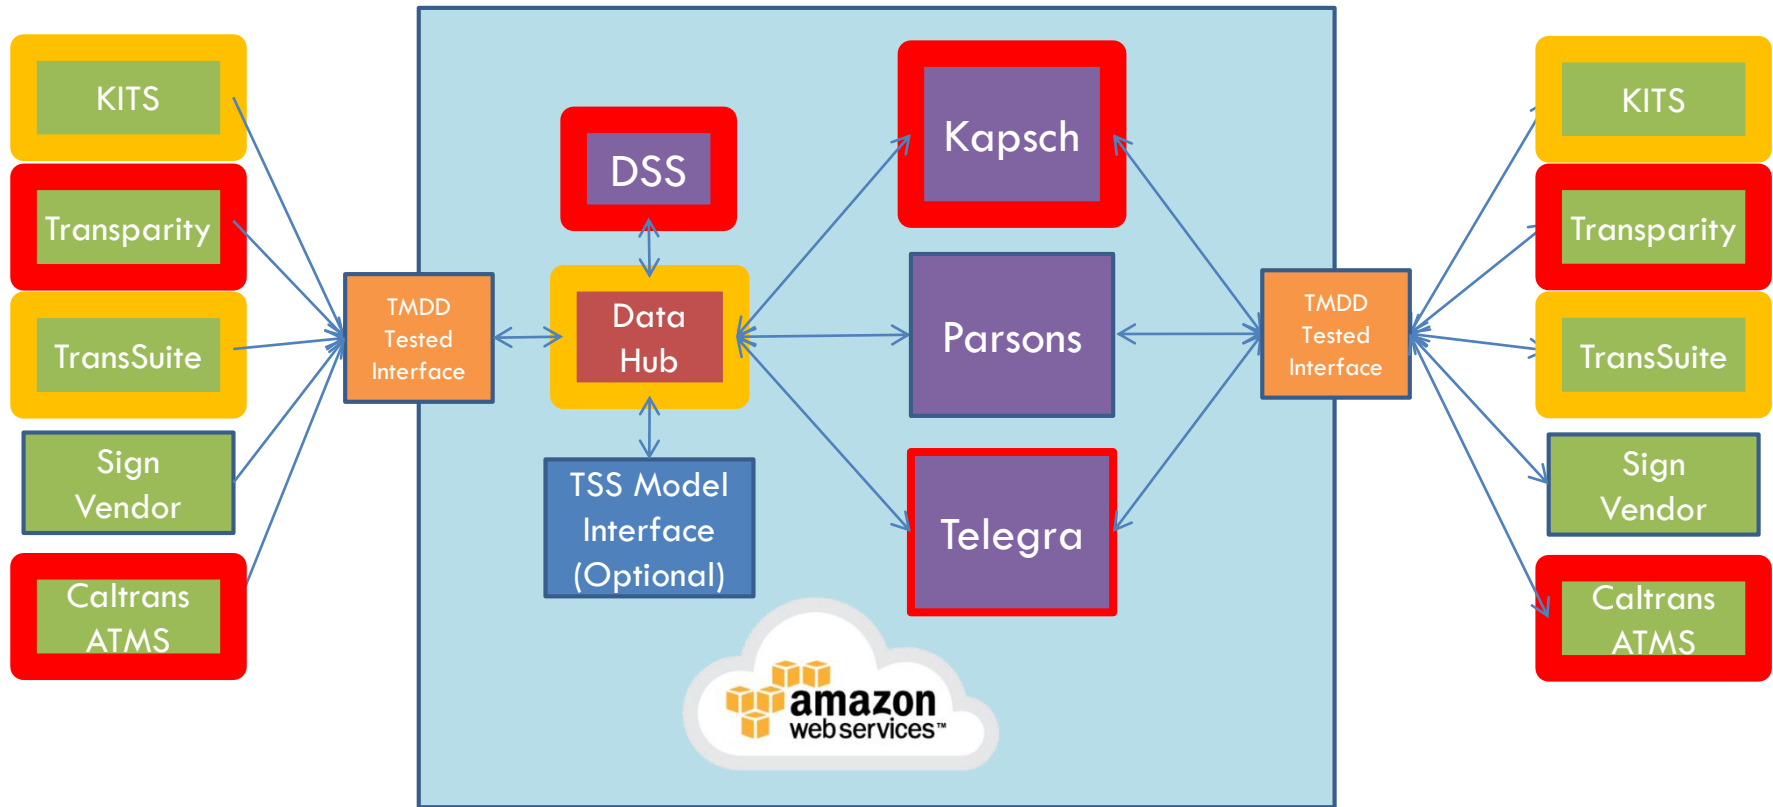 KITS
Transparity
TransSuite
Sign
Vendor
Caltrans
ATMS
TMDD
Tested
Interface
DSS
Data
Hub
TSS Model
Interface
(Optional)
Kapsch
Parsons
Telegra
amazon
web services™
TMDD
Tested
Interface
KITS
Transparity
TransSuite
Sign
Vendor
Caltrans
ATMS